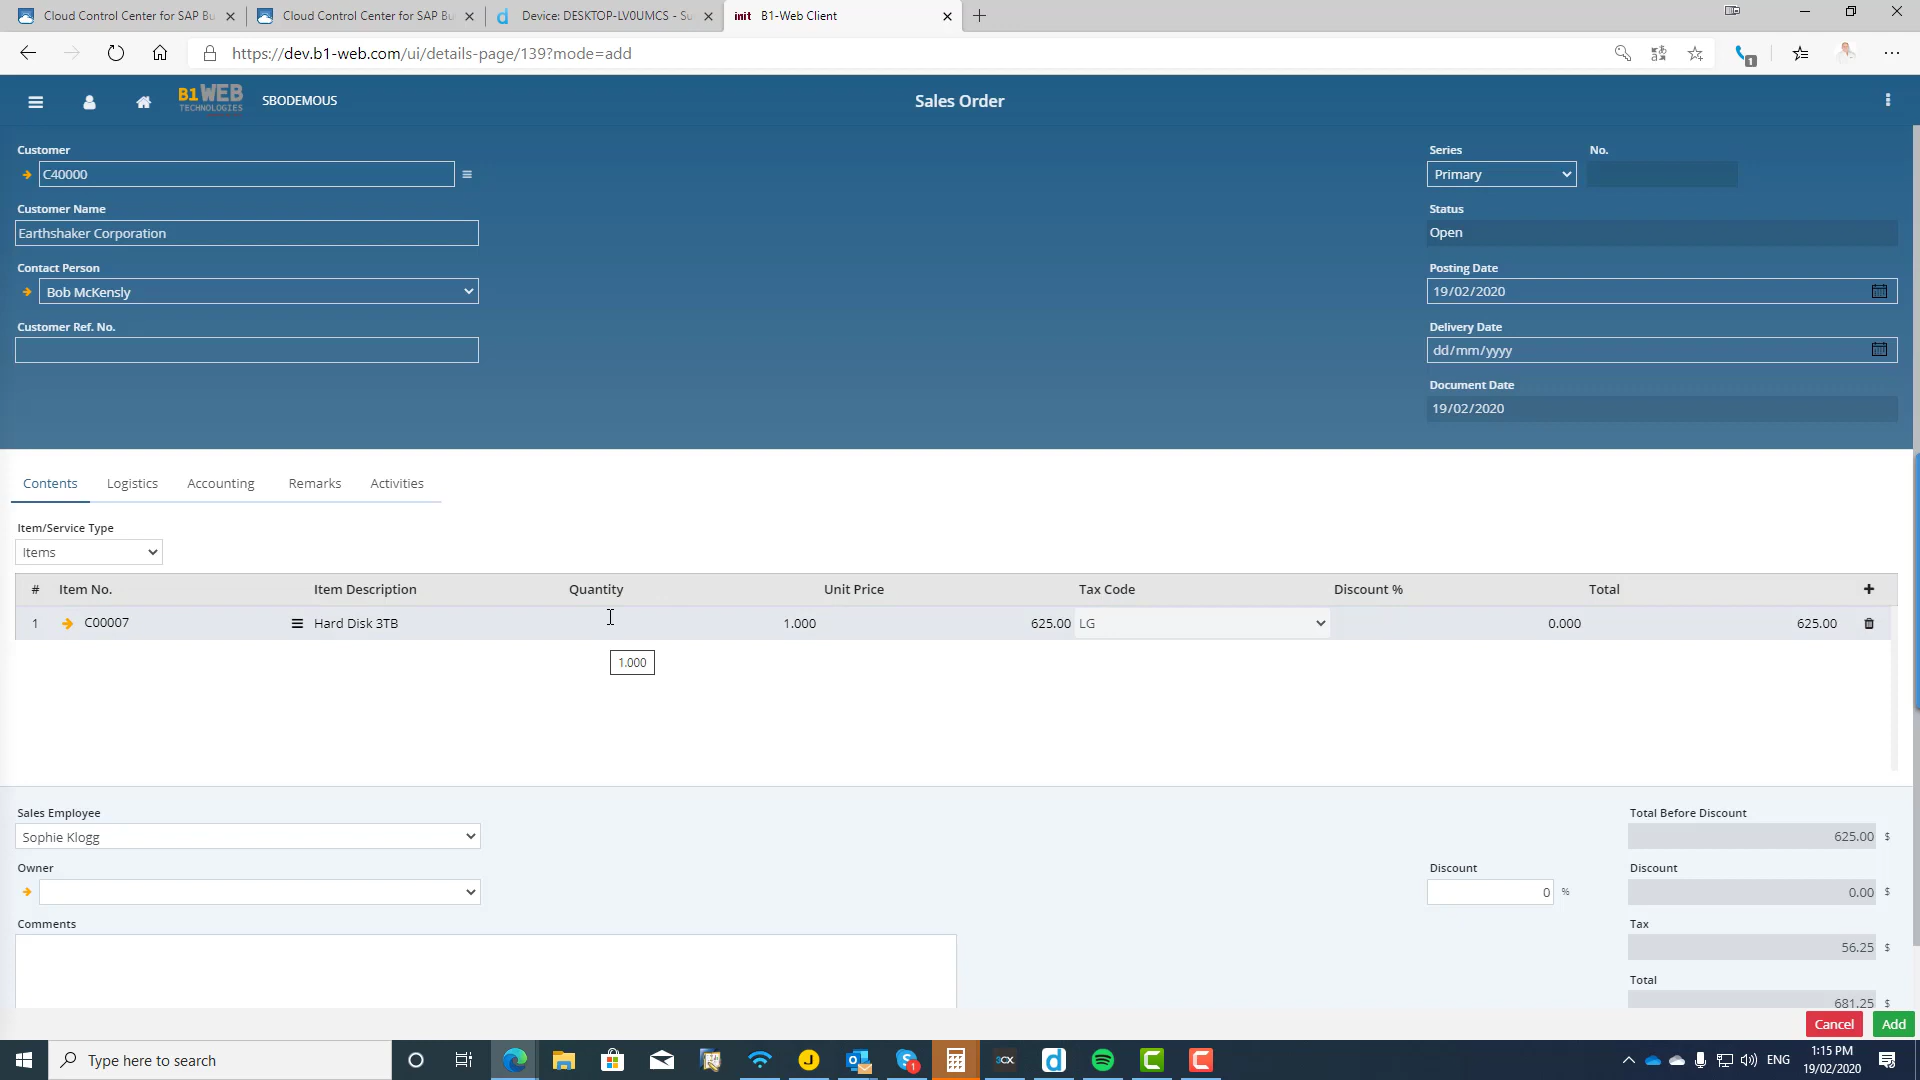 Cloud Control Center for SAP Bu
Cloud Control Center for SAP Bu
Device: DESKTOP-LV0UMCS - Su
init B1-Web Client
https://dev.b1-web.com/ui/details-page/139?mode=add
1
B1WEB
TECHNOLOGIES
SBODEMOUS
Sales Order
Customer
C40000
Customer Name
Earthshaker Corporation
Contact Person
Bob McKensly
Customer Ref. No.
Series
No.
Primary
Status
Open
Posting Date
19/02/2020
Delivery Date
dd/mm/yyyy
Document Date
19/02/2020
Contents
Logistics
Accounting
Remarks
Activities
Item/Service Type
Items
# Item No. Item Description Quantity Unit Price Tax Code Discount % Total
1 C00007 Hard Disk 3TB 1.000 625.00 LG 0.000 625.00
1.000
Sales Employee
Sophie Klogg
Owner
Comments
Discount
0 %
Total Before Discount
625.00 $
Discount
0.00 $
Tax
56.25 $
Total
681.25 $
Cancel
Add
Type here to search
J
1
3CX
d
ENG
1:15 PM
19/02/2020